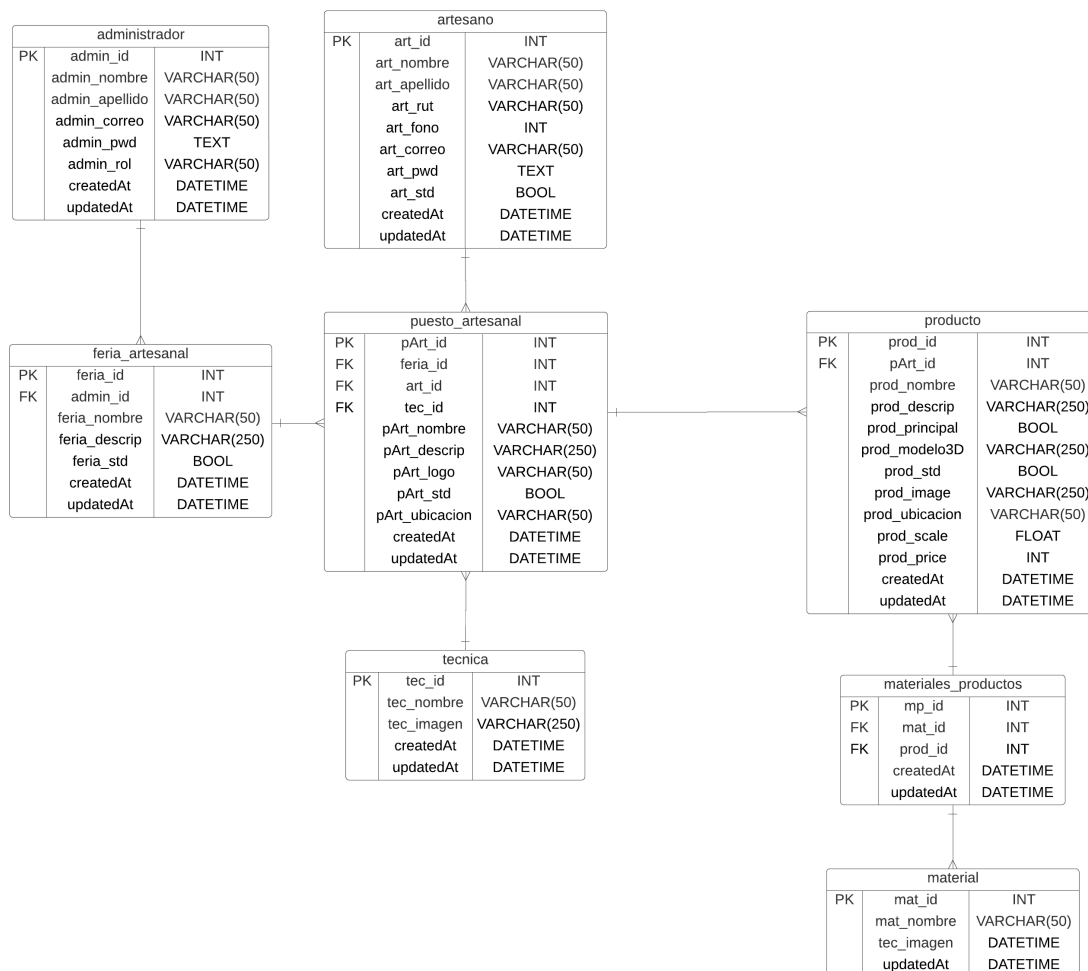 administrador
PK admin_id INT
admin_nombre VARCHAR(50)
admin_apellido VARCHAR(50)
admin_correo VARCHAR(50)
admin_pwd TEXT
admin_rol VARCHAR(50)
createdAt DATETIME
updatedAt DATETIME
artesano
PK art_id INT
art_nombre VARCHAR(50)
art_apellido VARCHAR(50)
art_rut VARCHAR(50)
art_fono INT
art_correo VARCHAR(50)
art_pwd TEXT
art_std BOOL
createdAt DATETIME
updatedAt DATETIME
feria_artesanal
PK feria_id INT
FK admin_id INT
feria_nombre VARCHAR(50)
feria_descrip VARCHAR(250)
feria_std BOOL
createdAt DATETIME
updatedAt DATETIME
puesto_artesanal
PK pArt_id INT
FK feria_id INT
FK art_id INT
FK tec_id INT
pArt_nombre VARCHAR(50)
pArt_descrip VARCHAR(250)
pArt_logo VARCHAR(50)
pArt_std BOOL
pArt_ubicacion VARCHAR(50)
createdAt DATETIME
updatedAt DATETIME
producto
PK prod_id INT
FK pArt_id INT
prod_nombre VARCHAR(50)
prod_descrip VARCHAR(250)
prod_principal BOOL
prod_modelo3D VARCHAR(250)
prod_std BOOL
prod_image VARCHAR(250)
prod_ubicacion VARCHAR(50)
prod_scale FLOAT
prod_price INT
createdAt DATETIME
updatedAt DATETIME
tecnica
PK tec_id INT
tec_nombre VARCHAR(50)
tec_imagen VARCHAR(250)
createdAt DATETIME
updatedAt DATETIME
materiales_productos
PK mp_id INT
FK mat_id INT
FK prod_id INT
createdAt DATETIME
updatedAt DATETIME
material
PK mat_id INT
mat_nombre VARCHAR(50)
tec_imagen DATETIME
updatedAt DATETIME